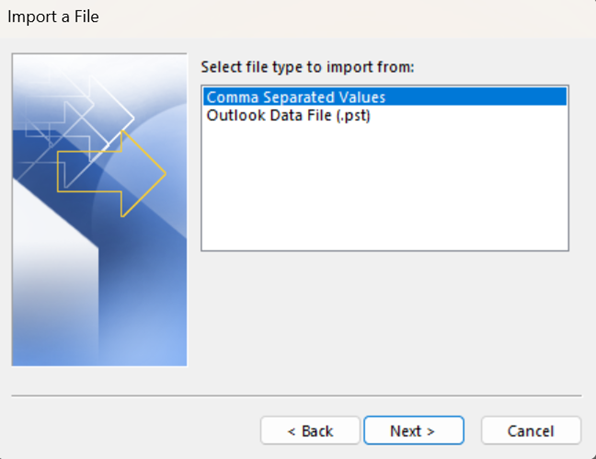 Import a File
Select file type to import from:
Comma Separated Values
Outlook Data File (.pst)
< Back
Next >
Cancel